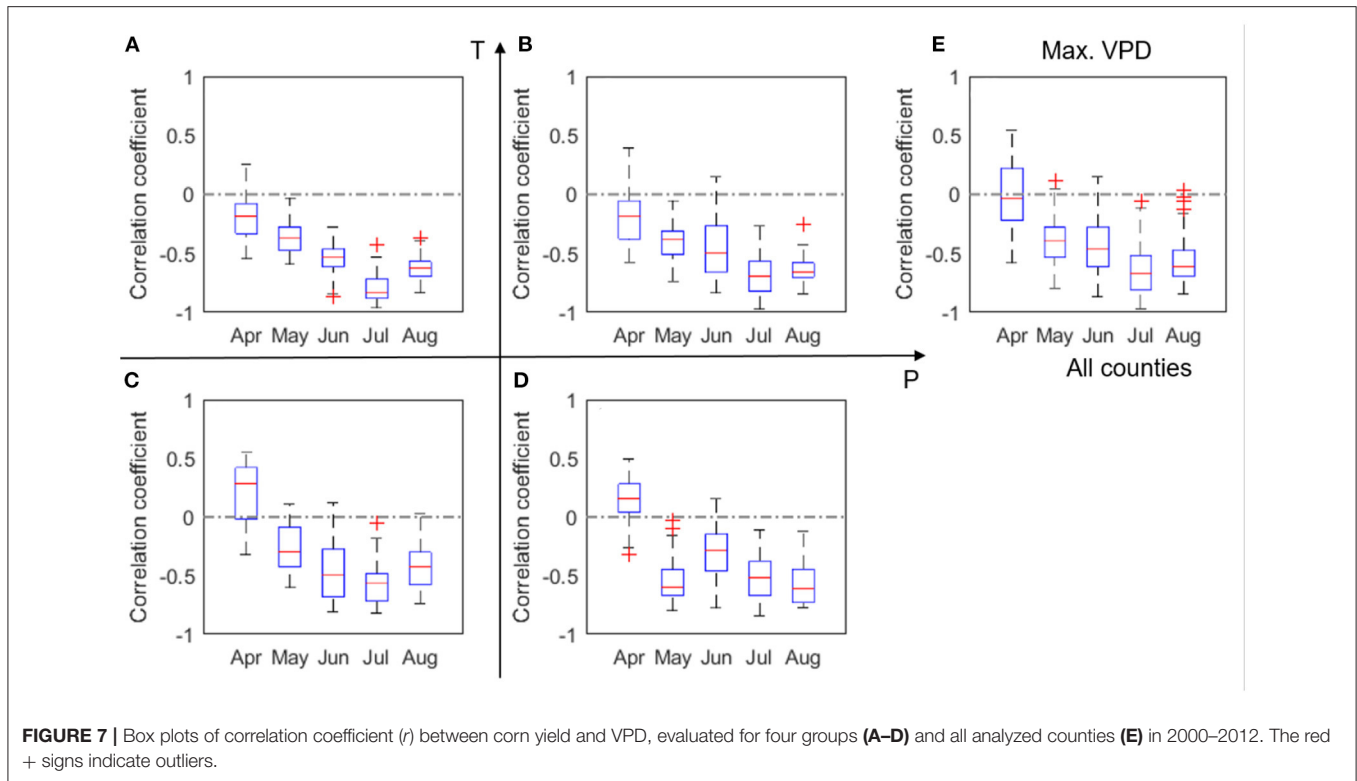 A
T
B
E
Max. VPD
Correlation coefficient
1
0.5
0
-0.5
-1
Apr May Jun Jul Aug
Correlation coefficient
1
0.5
0
-0.5
-1
Apr May Jun Jul Aug
Correlation coefficient
1
0.5
0
-0.5
-1
Apr May Jun Jul Aug
All counties
P
C
Correlation coefficient
1
0.5
0
-0.5
-1
Apr May Jun Jul Aug
D
Correlation coefficient
1
0.5
0
-0.5
-1
Apr May Jun Jul Aug
FIGURE 7 | Box plots of correlation coefficient (r) between corn yield and VPD, evaluated for four groups (A–D) and all analyzed counties (E) in 2000–2012. The red
+ signs indicate outliers.